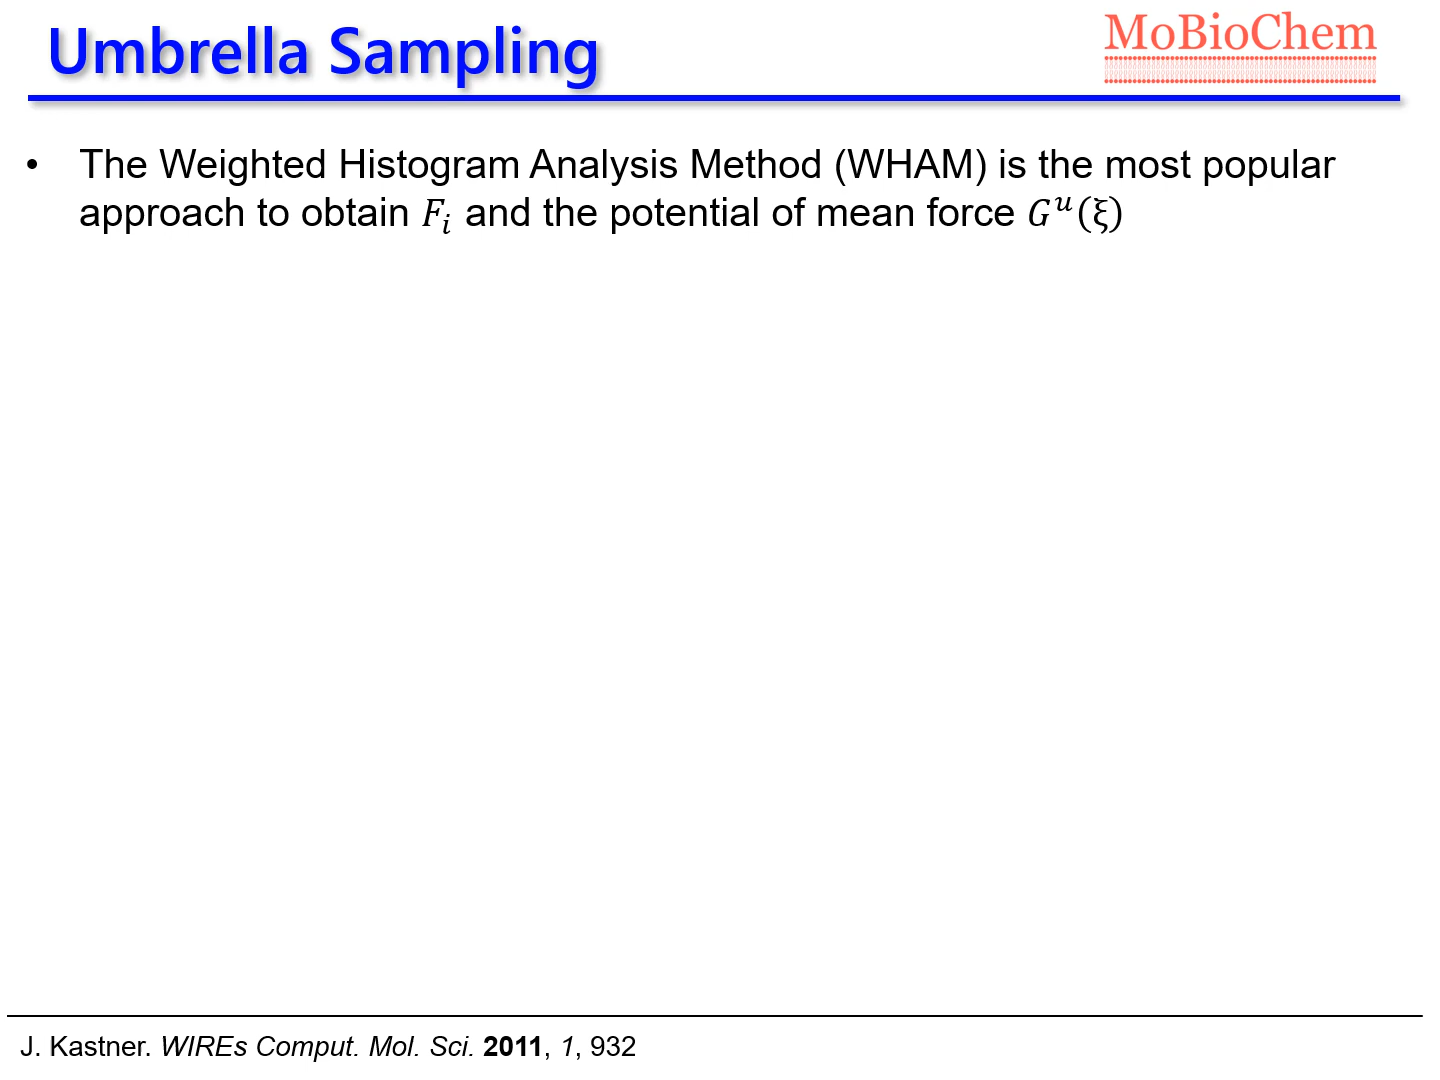 Umbrella Sampling
MoBioChem
• The Weighted Histogram Analysis Method (WHAM) is the most popular
approach to obtain 𝐹ᵢ and the potential of mean force 𝐺ᵘ(ξ)
J. Kastner. WIREs Comput. Mol. Sci. 2011, 1, 932